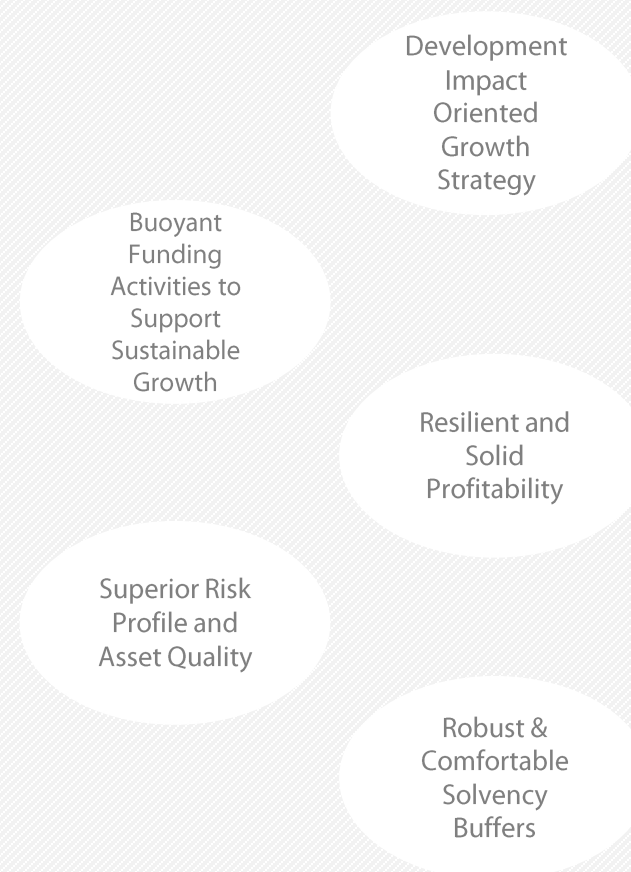 Development
Impact
Oriented
Growth
Strategy
Buoyant
Funding
Activities to
Support
Sustainable
Growth
Resilient and
Solid
Profitability
Superior Risk
Profile and
Asset Quality
Robust &
Comfortable
Solvency
Buffers